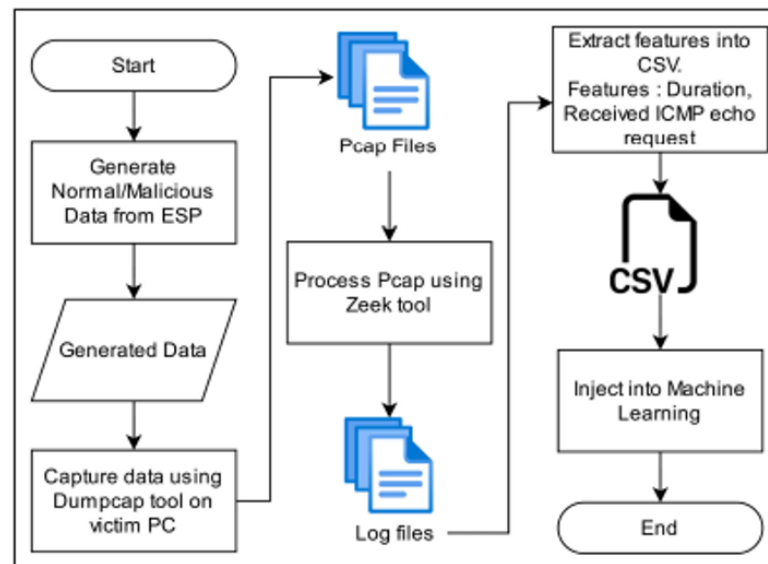 Start
Generate
Normal/Malicious
Data from ESP
Generated Data
Capture data using
Dumpcap tool on
victim PC
Pcap Files
Process Pcap using
Zeek tool
Log files
Extract features into
CSV.
Features : Duration,
Received ICMP echo
request
CSV
Inject into Machine
Learning
End